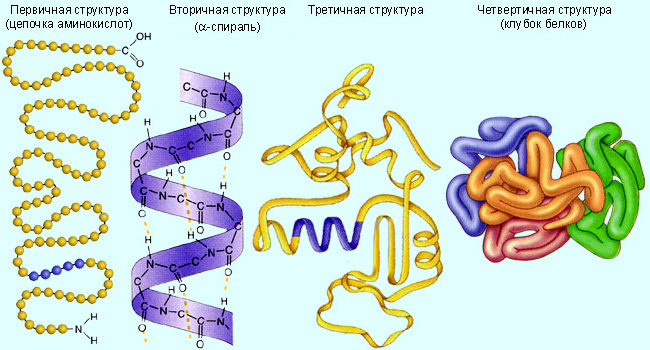 Первичная структура
(цепочка аминокислот)
Вторичная структура
(α-спираль)
Третичная структура
Четвертичная структура
(клубок белков)
C
OH
O
N
H
H
H
C
N
C
O
H
H
C
N
C
N
C
C
O
O
H
H
C
N
C
C
N
C
O
O
H
H
C
N
C
C
N
C
O
O
H
H
C
N
C
C
N
O
O